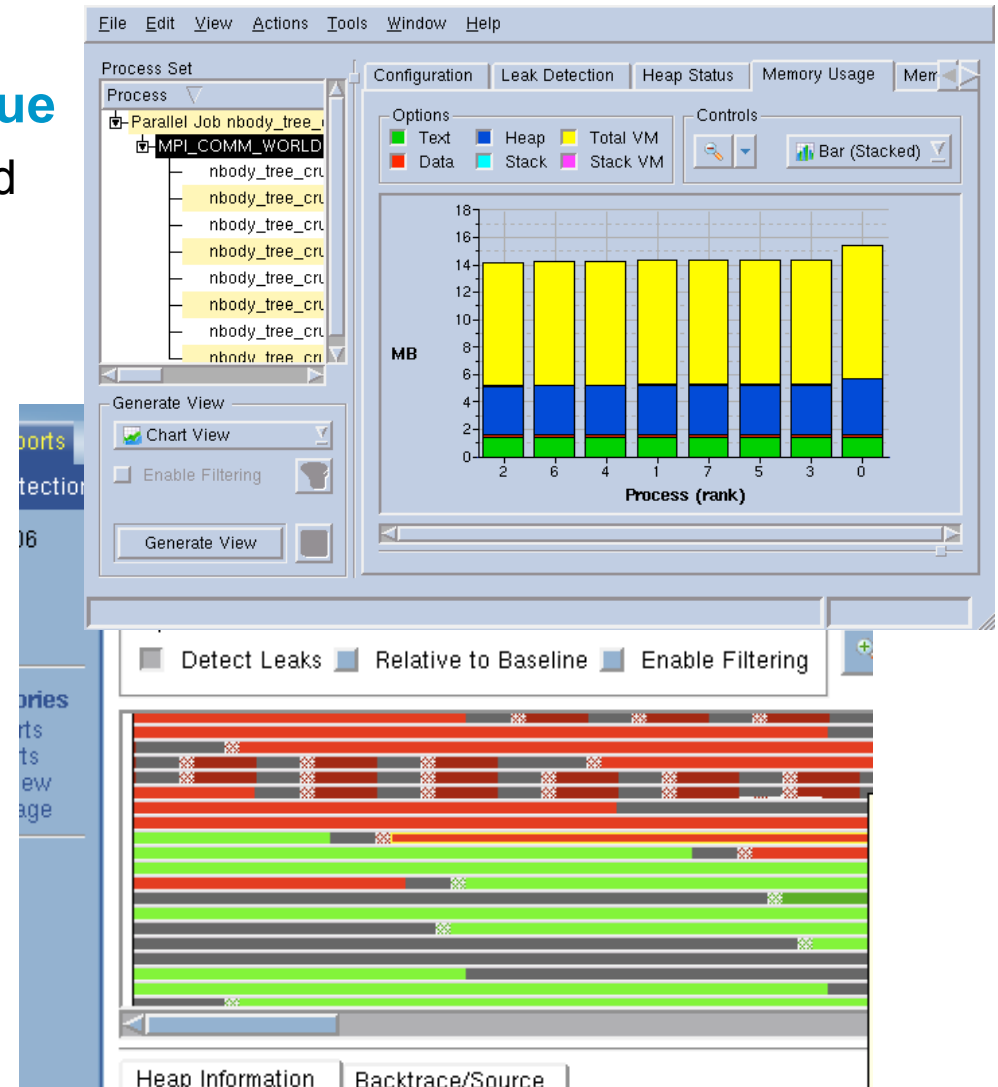 ue
d
File Edit View Actions Tools Window Help
Process Set
Process
Parallel Job nbody_tree_
MPI_COMM_WORLD
nbody_tree_cru
nbody_tree_cru
nbody_tree_cru
nbody_tree_cru
nbody_tree_cru
nbody_tree_cru
nbody_tree_cru
nbody_tree_cru
Generate View
Chart View
Enable Filtering
Generate View
Configuration Leak Detection Heap Status Memory Usage Mem
Options
Text Heap Total VM
Data Stack Stack VM
Controls
Bar (Stacked)
18
16
14
12
10
8
6
4
2
0
MB
2 6 4 1 7 5 3 0
Process (rank)
ports
tection
06
ories
rts
ts
ew
age
Detect Leaks Relative to Baseline Enable Filtering
Heap Information Backtrace/Source